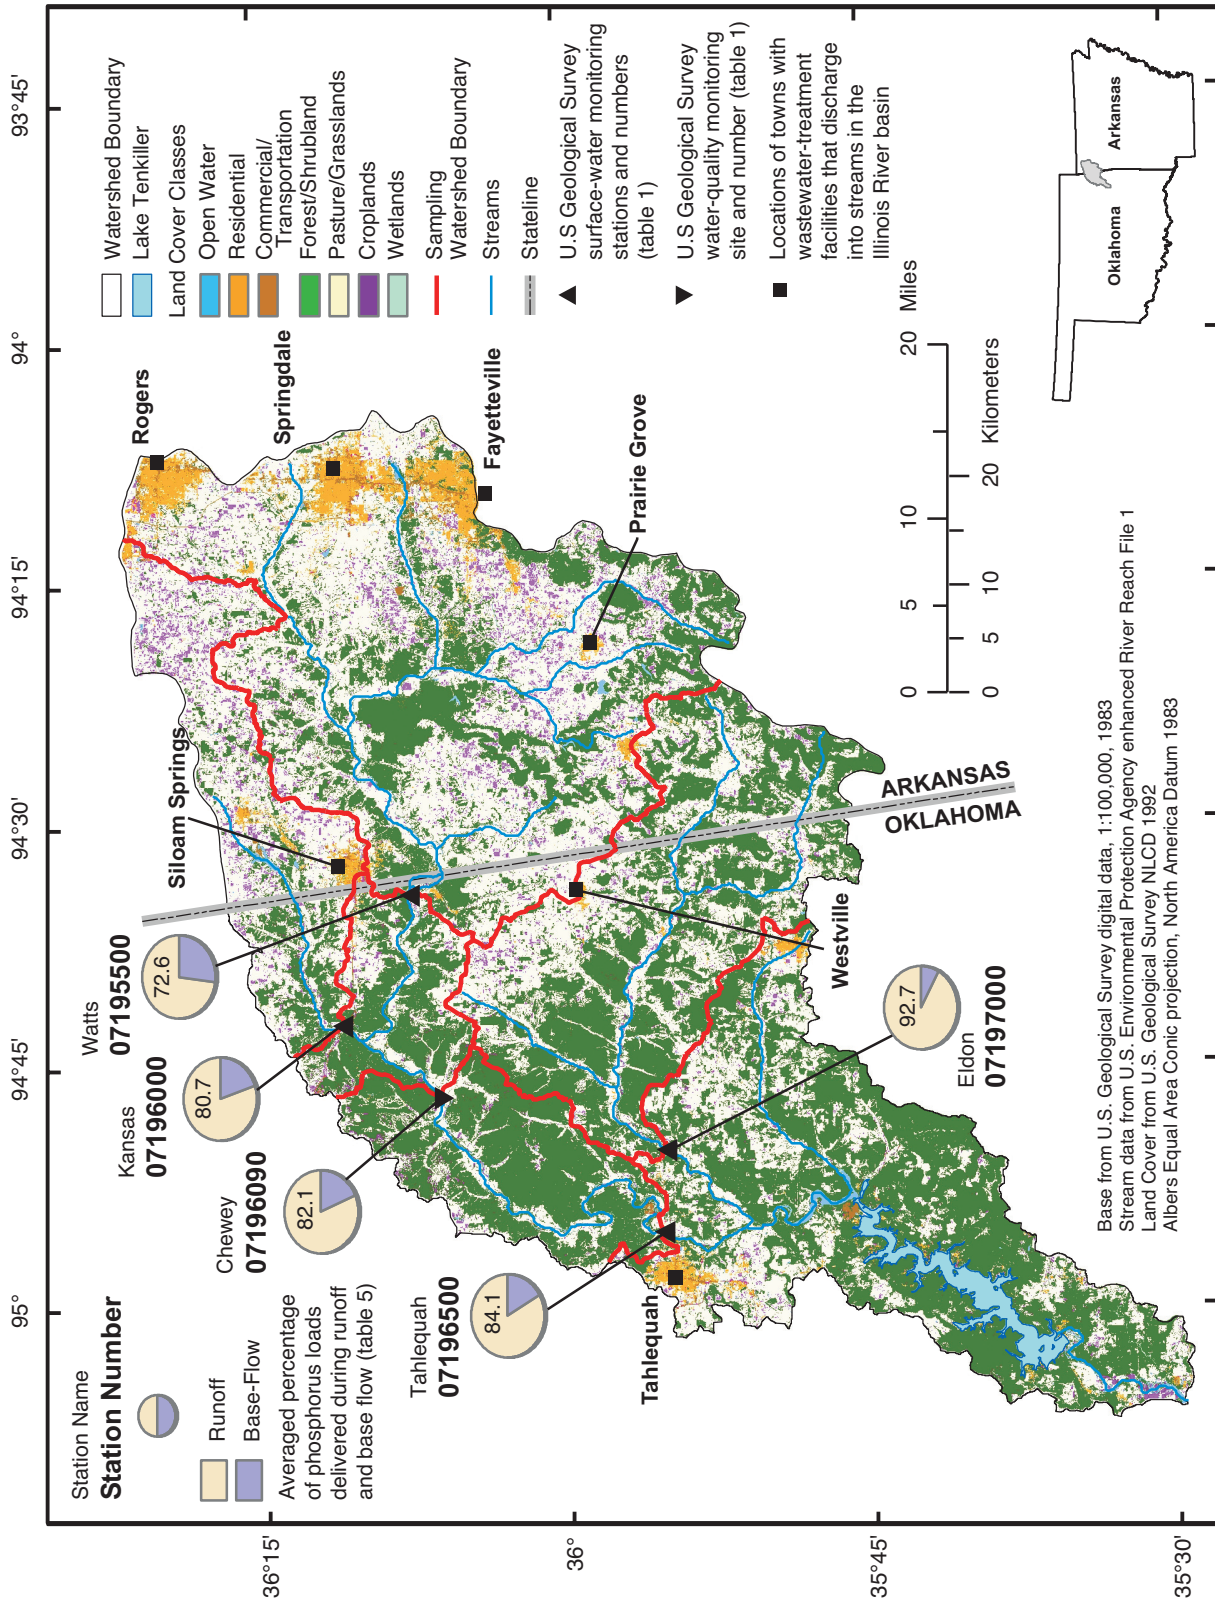 Station Name
Station Number
Runoff
Base-Flow
Averaged percentage
of phosphorus loads
delivered during runoff
and base flow (table 5)
Tahlequah
07196500
84.1
Chewey
07196090
82.1
Kansas
07196000
80.7
Watts
07195500
72.6
Eldon
07197000
92.7
Siloam Springs
Rogers
Springdale
Fayetteville
Prairie Grove
Westville
Tahlequah
ARKANSAS
OKLAHOMA
Watershed Boundary
Lake Tenkiller
Land Cover Classes
Open Water
Residential
Commercial/
Transportation
Forest/Shrubland
Pasture/Grasslands
Croplands
Wetlands
Sampling
Watershed Boundary
Streams
Stateline
U.S Geological Survey
surface-water monitoring
stations and numbers
(table 1)
U.S Geological Survey
water-quality monitoring
site and number (table 1)
Locations of towns with
wastewater-treatment
facilities that discharge
into streams in the
Illinois River basin
0 5 10 20 Miles
0 5 10 20 Kilometers
Oklahoma
Arkansas
Base from U.S. Geological Survey digital data, 1:100,000, 1983
Stream data from U.S. Environmental Protection Agency enhanced River Reach File 1
Land Cover from U.S. Geological Survey NLCD 1992
Albers Equal Area Conic projection, North America Datum 1983
95°
94°45'
94°30'
94°15'
94°
93°45'
36°15'
36°
35°45'
35°30'